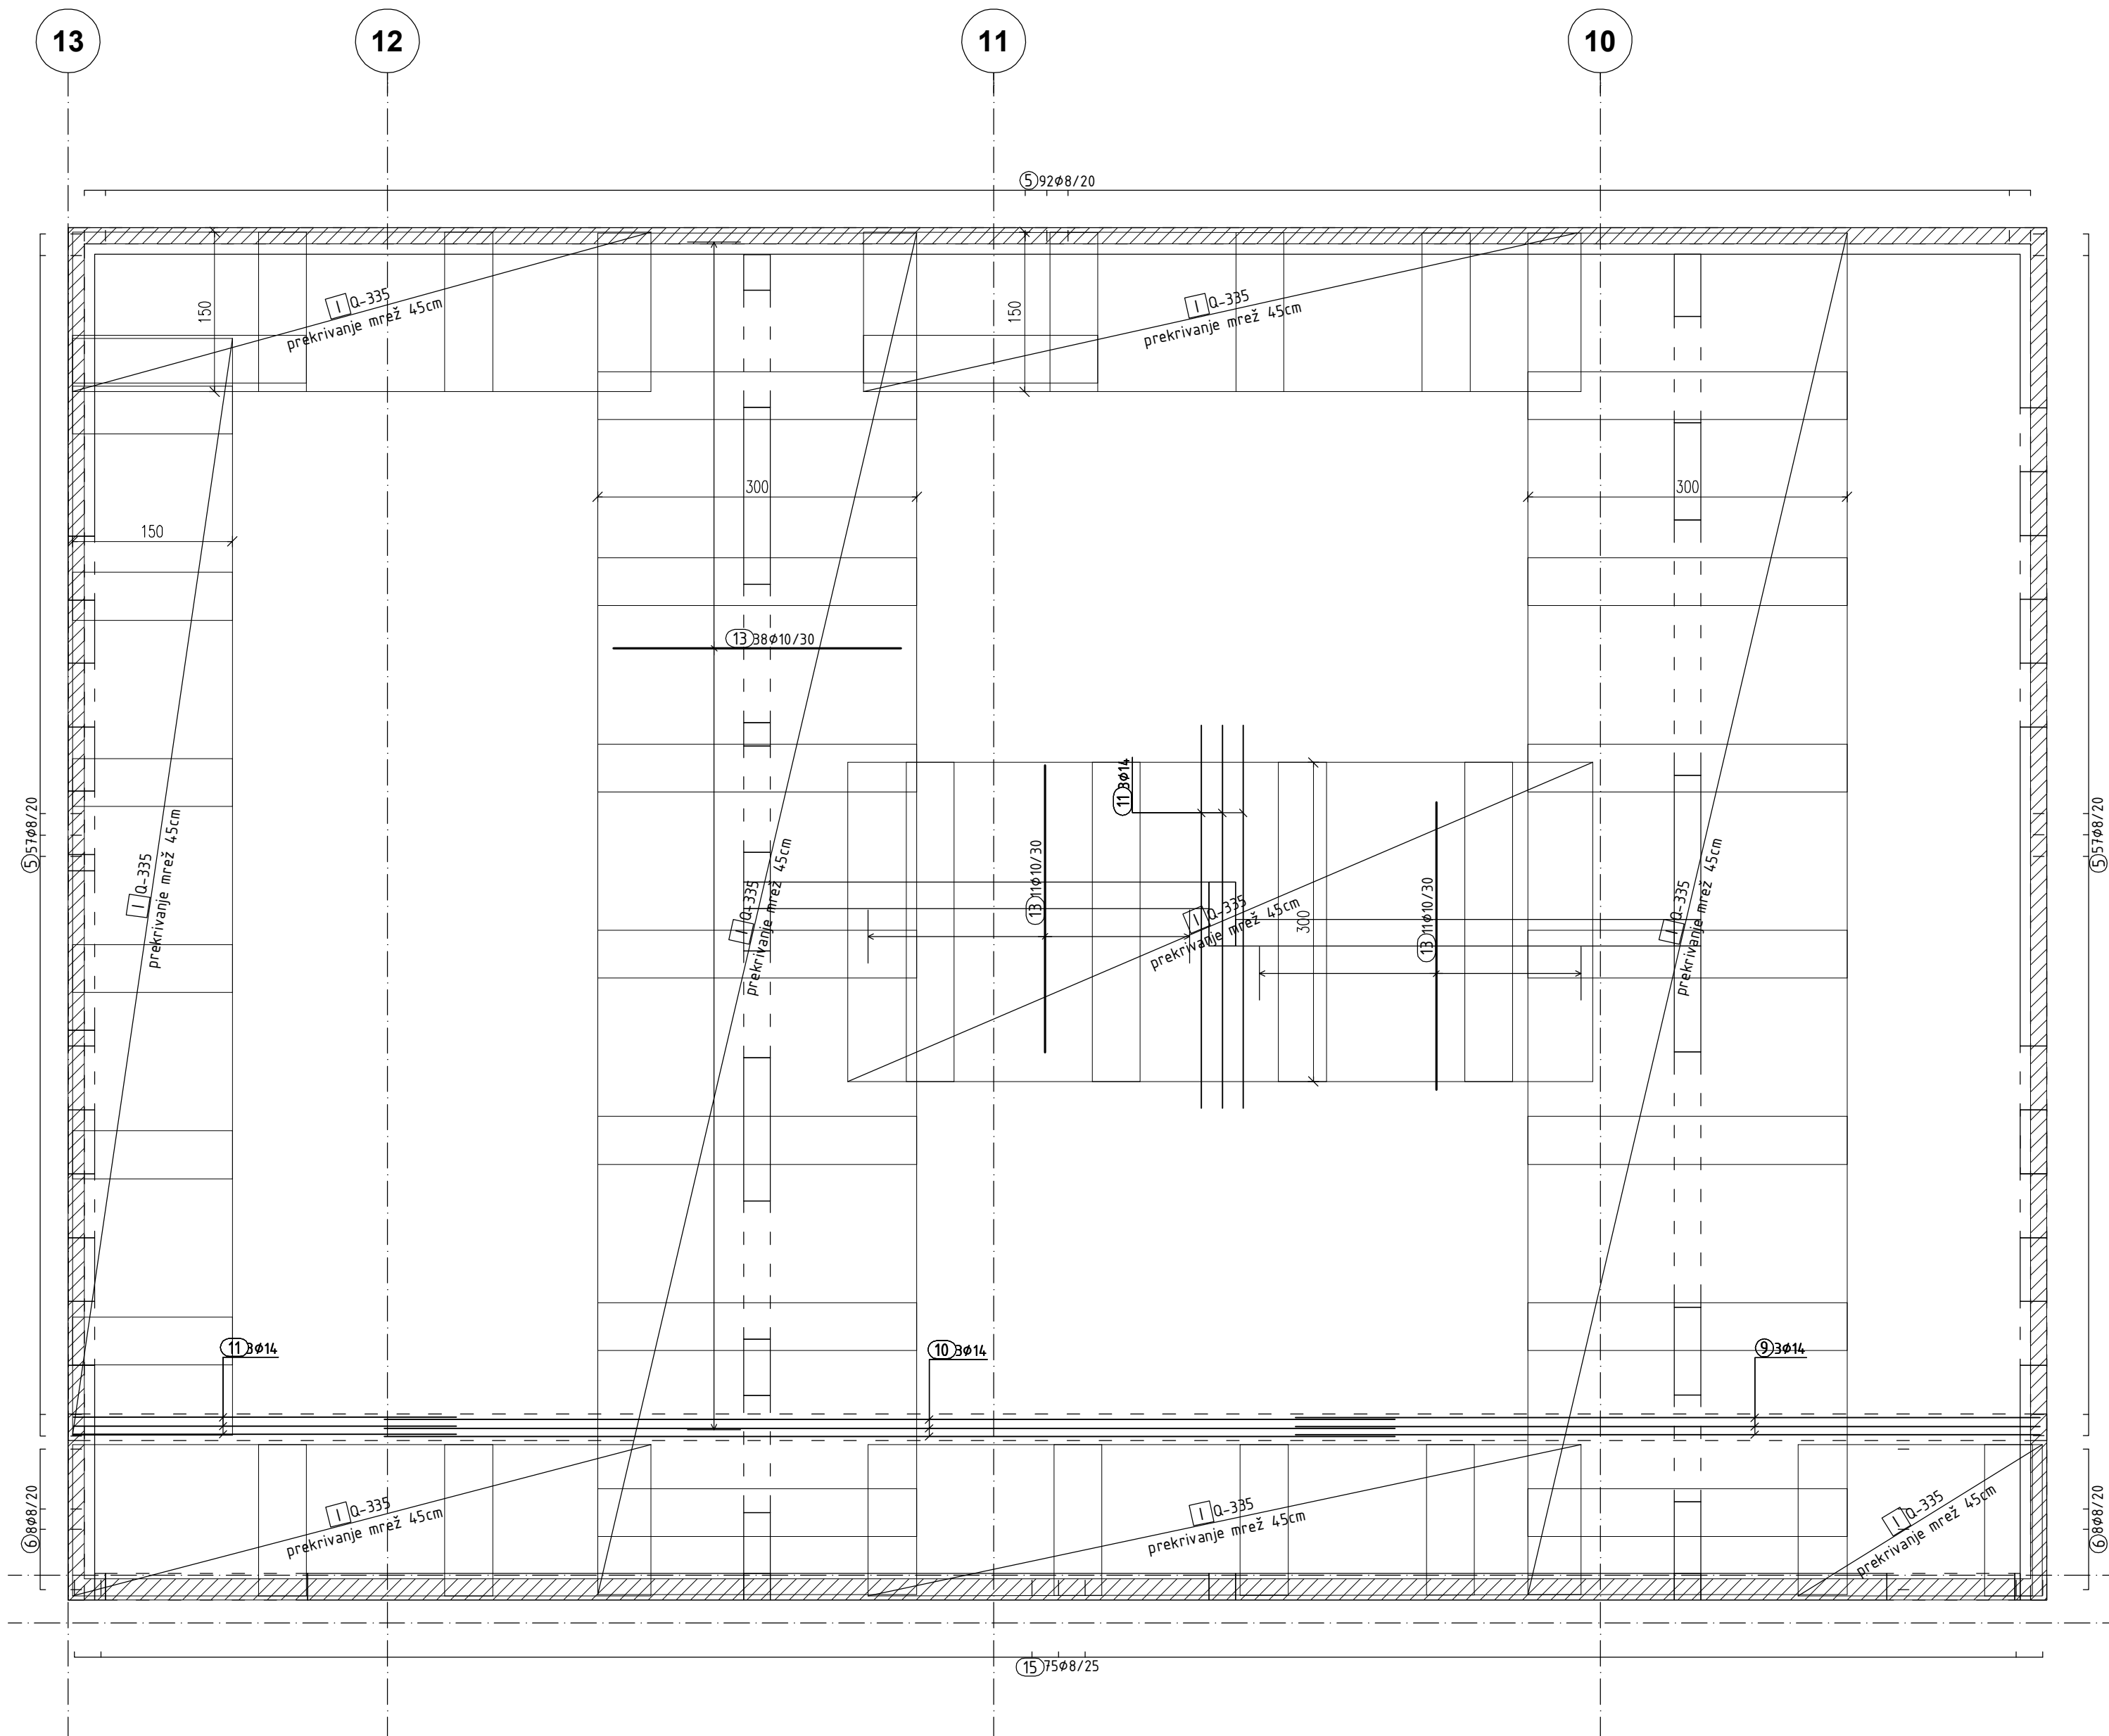 13
12
11
10
5 92ø8/20
I Q-335
prekrivanje mrež 45cm
150
I Q-335
prekrivanje mrež 45cm
150
300
300
150
13 38ø10/30
11 3ø14
5 57ø8/20
I Q-335
prekrivanje mrež 45cm
I Q-335
prekrivanje mrež 45cm
13 11ø10/30
I Q-335
prekrivanje mrež 45cm
300
13 11ø10/30
I Q-335
prekrivanje mrež 45cm
5 57ø8/20
11 3ø14
10 3ø14
9 3ø14
6 8ø8/20
I Q-335
prekrivanje mrež 45cm
I Q-335
prekrivanje mrež 45cm
I Q-335
prekrivanje mrež 45cm
6 8ø8/20
15 75ø8/25